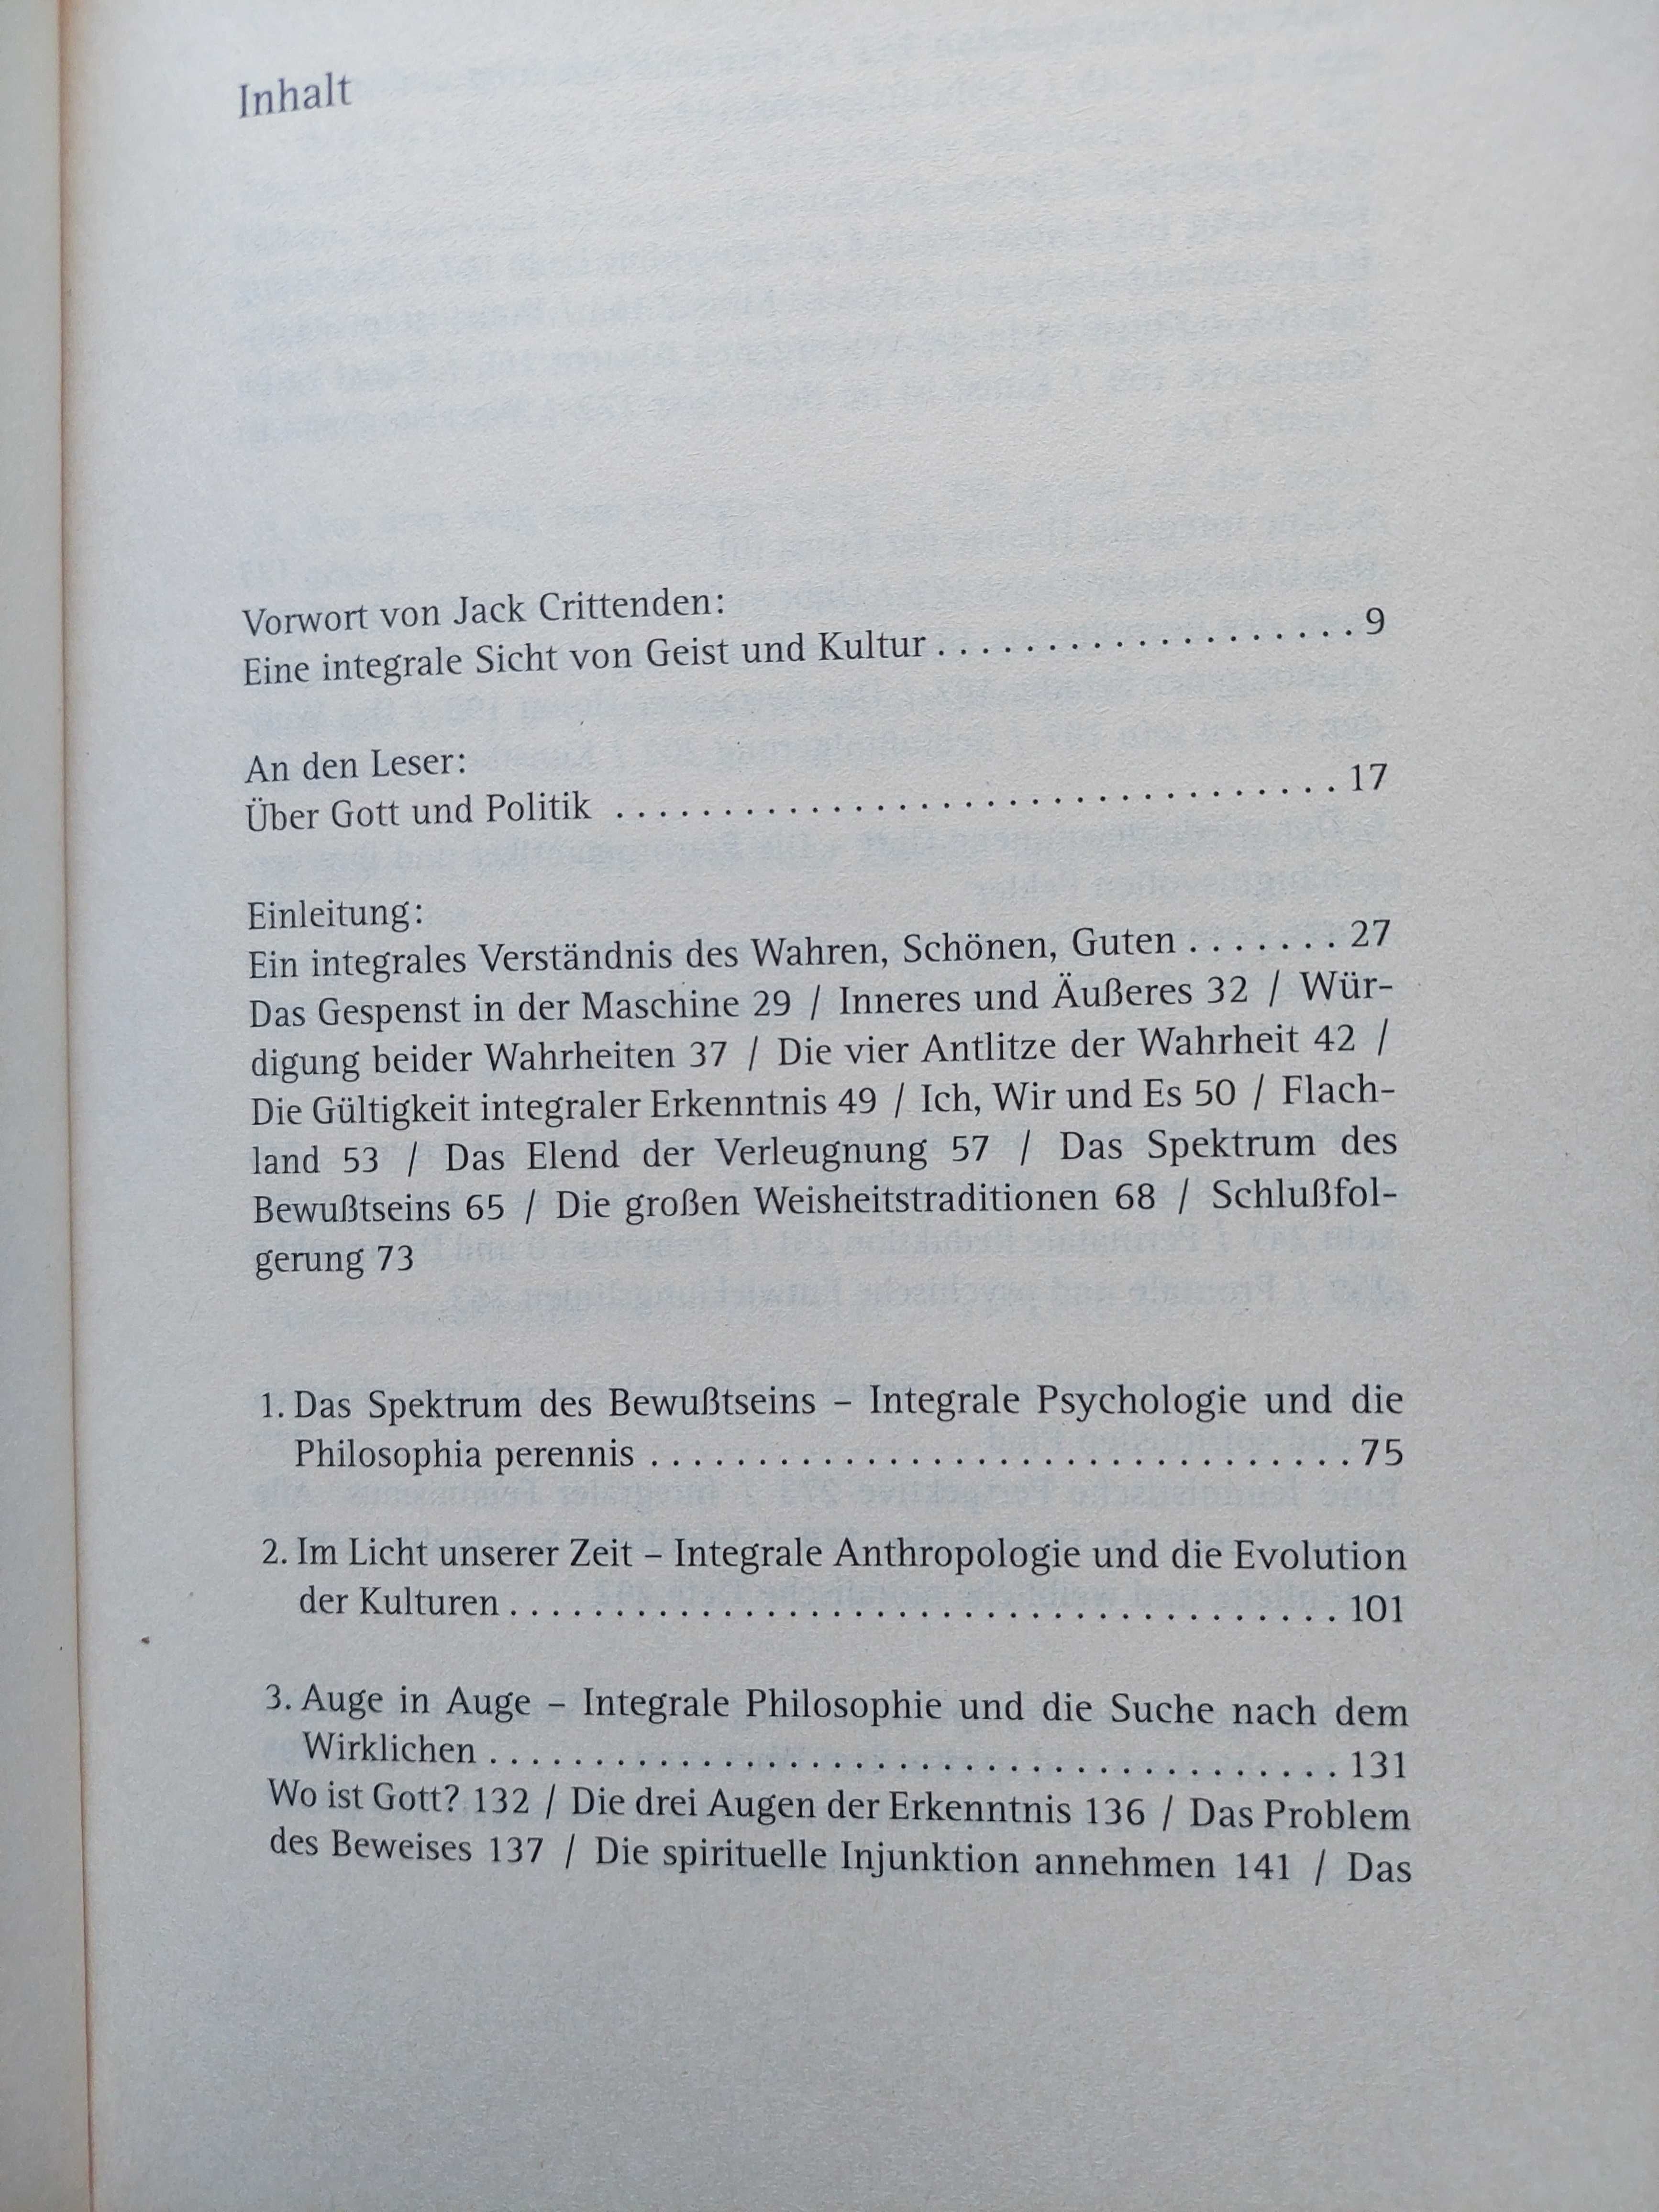 Inhalt
Vorwort von Jack Crittenden:
Eine integrale Sicht von Geist und Kultur . . . . . . . . . . . . . . . . . . . . 9
An den Leser:
Über Gott und Politik . . . . . . . . . . . . . . . . . . . . . . . . . . . . . . . . . . 17
Einleitung:
Ein integrales Verständnis des Wahren, Schönen, Guten . . . . . . . 27
Das Gespenst in der Maschine 29 / Inneres und Äußeres 32 / Wür-
digung beider Wahrheiten 37 / Die vier Antlitze der Wahrheit 42 /
Die Gültigkeit integraler Erkenntnis 49 / Ich, Wir und Es 50 / Flach-
land 53 / Das Elend der Verleugnung 57 / Das Spektrum des
Bewußtseins 65 / Die großen Weisheitstraditionen 68 / Schlußfol-
gerung 73
1. Das Spektrum des Bewußtseins – Integrale Psychologie und die
Philosophia perennis . . . . . . . . . . . . . . . . . . . . . . . . . . . . . . . . . 75
2. Im Licht unserer Zeit – Integrale Anthropologie und die Evolution
der Kulturen . . . . . . . . . . . . . . . . . . . . . . . . . . . . . . . . . . . . . . . 101
3. Auge in Auge – Integrale Philosophie und die Suche nach dem
Wirklichen . . . . . . . . . . . . . . . . . . . . . . . . . . . . . . . . . . . . . . . . 131
Wo ist Gott? 132 / Die drei Augen der Erkenntnis 136 / Das Problem
des Beweises 137 / Die spirituelle Injunktion annehmen 141 / Das